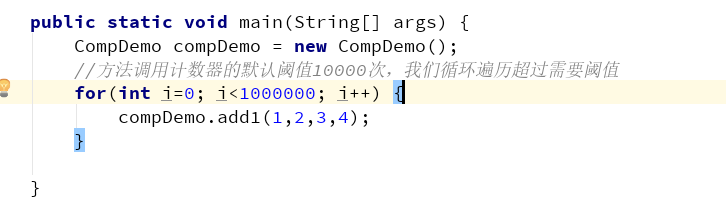 public static void main(String[] args) {
CompDemo compDemo = new CompDemo();
//方法调用计数器的默认阈值10000次，我们循环遍历超过需要阈值
for(int i=0; i<1000000; i++) {
compDemo.add1(1,2,3,4);
}
}